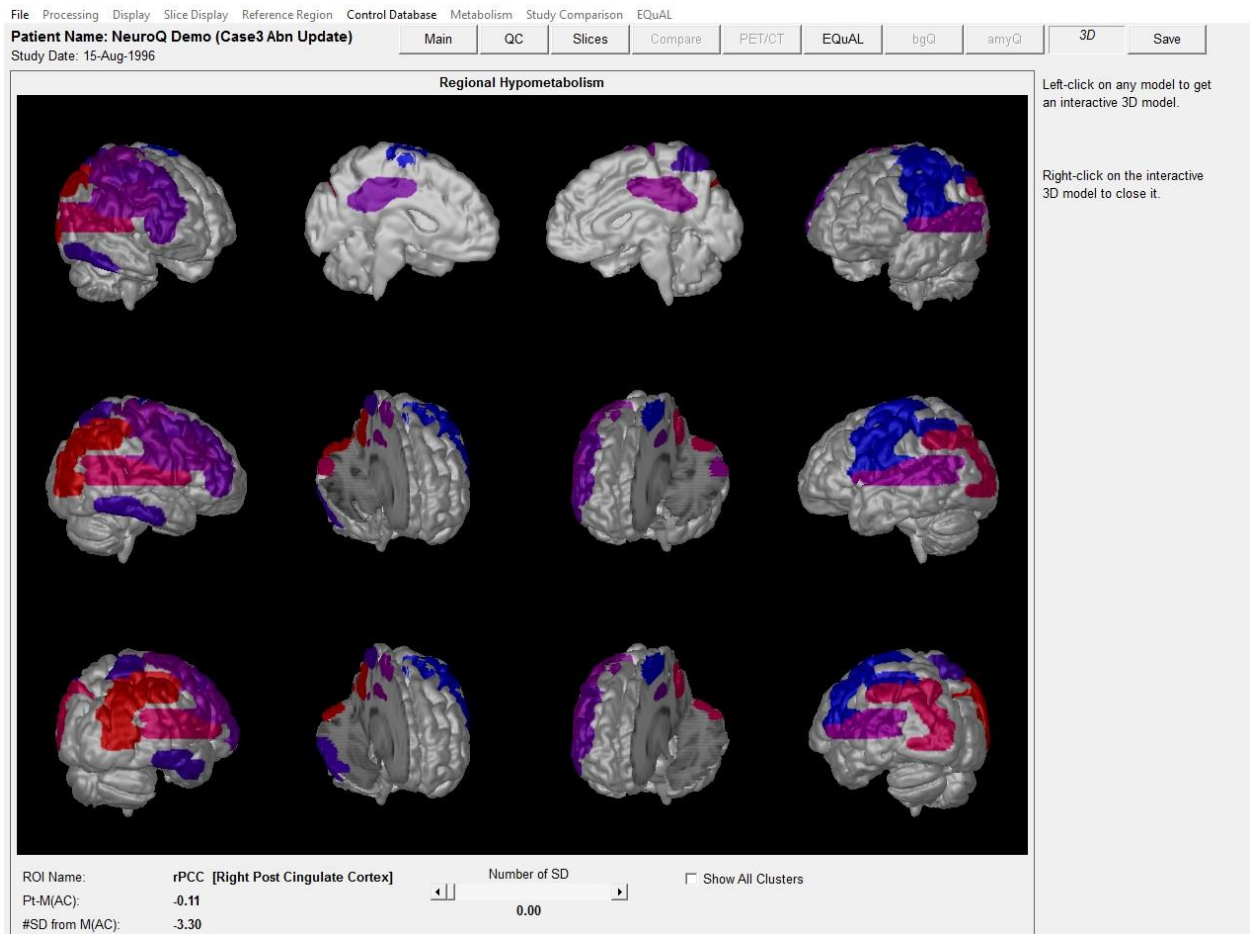 File Processing Display Slice Display Reference Region Control Database Metabolism Study Comparison EQuAL
Patient Name: NeuroQ Demo (Case3 Abn Update)
Main QC Slices Compare PET/CT EQuAL bgQ amyQ 3D Save
Study Date: 15-Aug-1996
Regional Hypometabolism
Left-click on any model to get
an interactive 3D model.
Right-click on the interactive
3D model to close it.
ROI Name: rPCC [Right Post Cingulate Cortex]
Pt-M(AC): -0.11
#SD from M(AC): -3.30
Number of SD
0.00
Show All Clusters